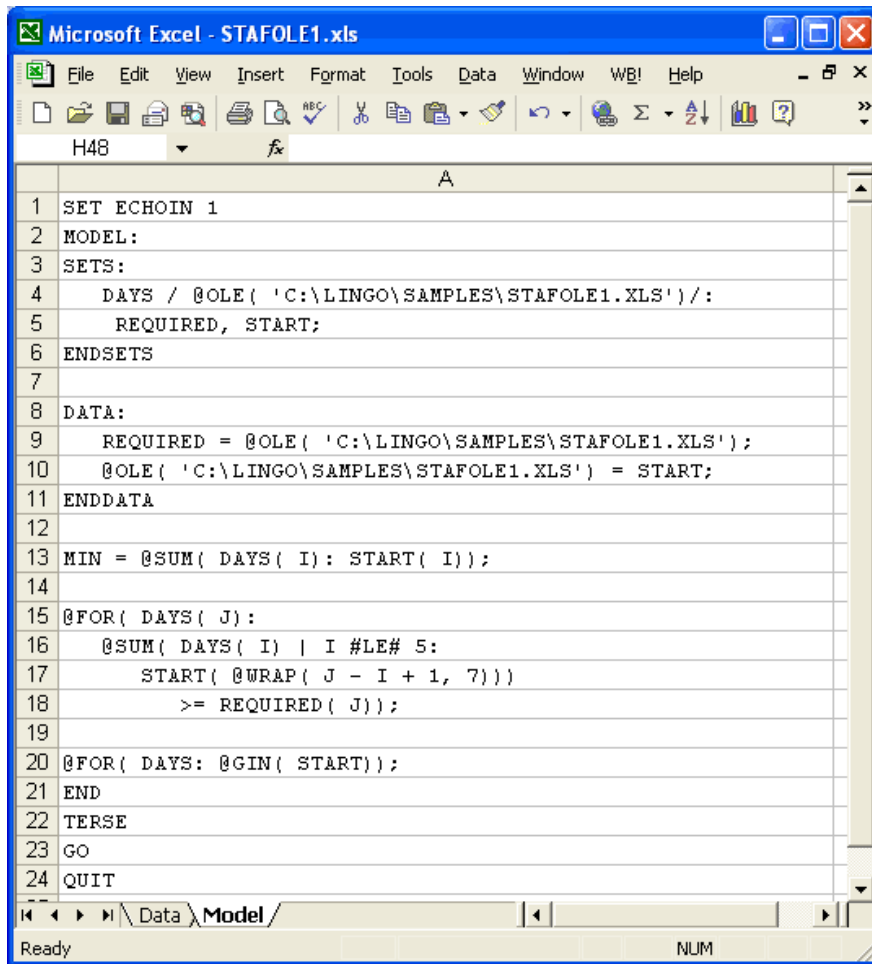 Microsoft Excel - STAFOLE1.xls
File Edit View Insert Format Tools Data Window WB! Help
H48 fx
A
1 SET ECHOIN 1
2 MODEL:
3 SETS:
4 DAYS / @OLE( 'C:\LINGO\SAMPLES\STAFOLE1.XLS')/:
5 REQUIRED, START;
6 ENDSETS
7
8 DATA:
9 REQUIRED = @OLE( 'C:\LINGO\SAMPLES\STAFOLE1.XLS');
10 @OLE( 'C:\LINGO\SAMPLES\STAFOLE1.XLS') = START;
11 ENDDATA
12
13 MIN = @SUM( DAYS( I): START( I));
14
15 @FOR( DAYS( J):
16 @SUM( DAYS( I) | I #LE# 5:
17 START( @WRAP( J - I + 1, 7)))
18 >= REQUIRED( J));
19
20 @FOR( DAYS: @GIN( START));
21 END
22 TERSE
23 GO
24 QUIT
Data Model
Ready NUM